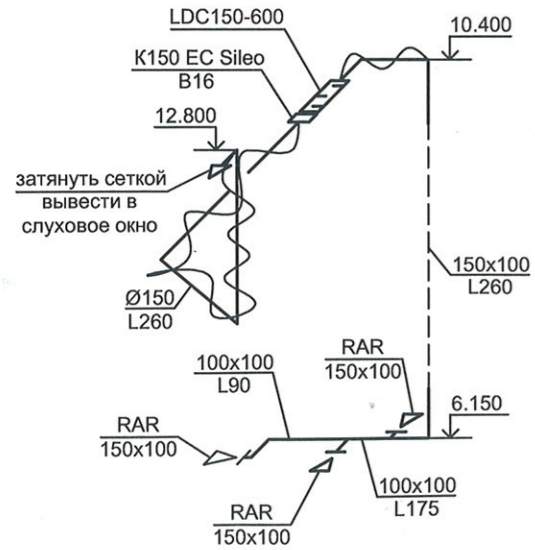 LDC150-600
10.400
К150 EC Sileo
В16
12.800
затянуть сеткой
вывести в
слуховое окно
150x100
L260
Ø150
L260
RAR
150x100
100x100
L90
6.150
RAR
150x100
100x100
L175
RAR
150x100